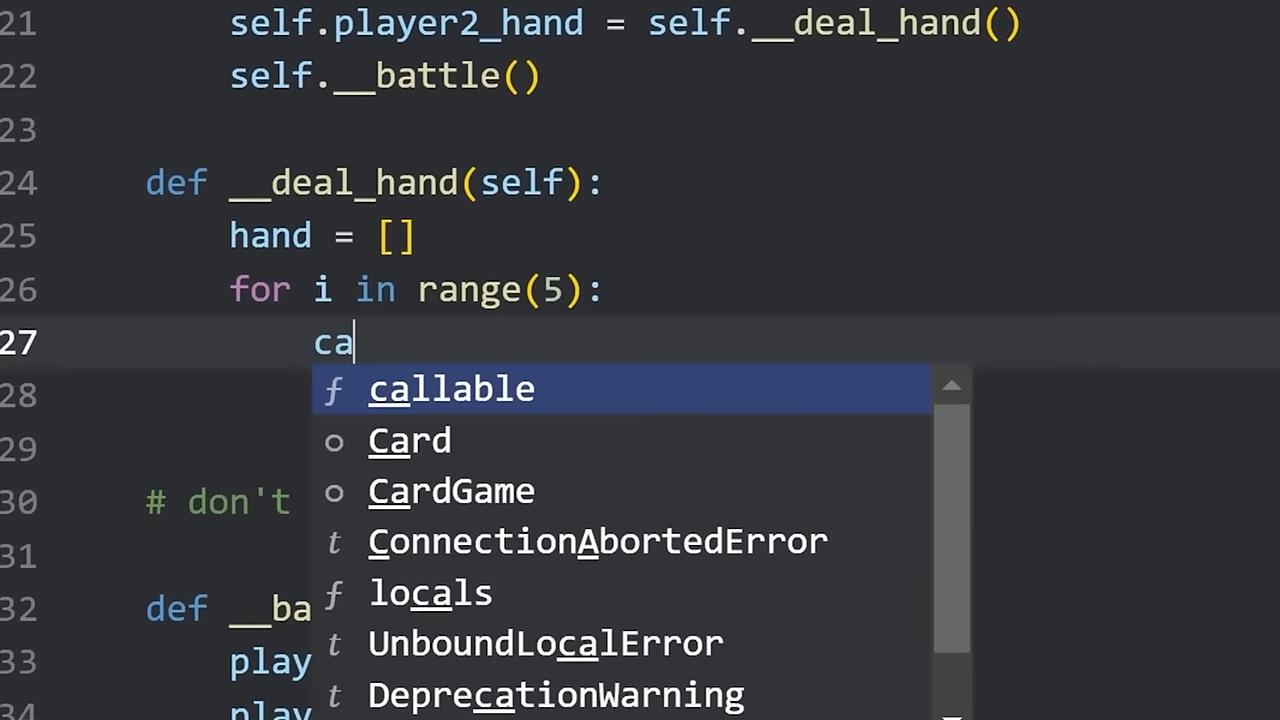 21 self.player2_hand = self.__deal_hand()
22 self.__battle()
23
24 def __deal_hand(self):
25 hand = []
26 for i in range(5):
27 ca
ƒ callable
28 Card
29 CardGame
30 # don't
t ConnectionAbortedError
31 ƒ locals
32 def __ba
t UnboundLocalError
33 play
t DeprecationWarning
34 play